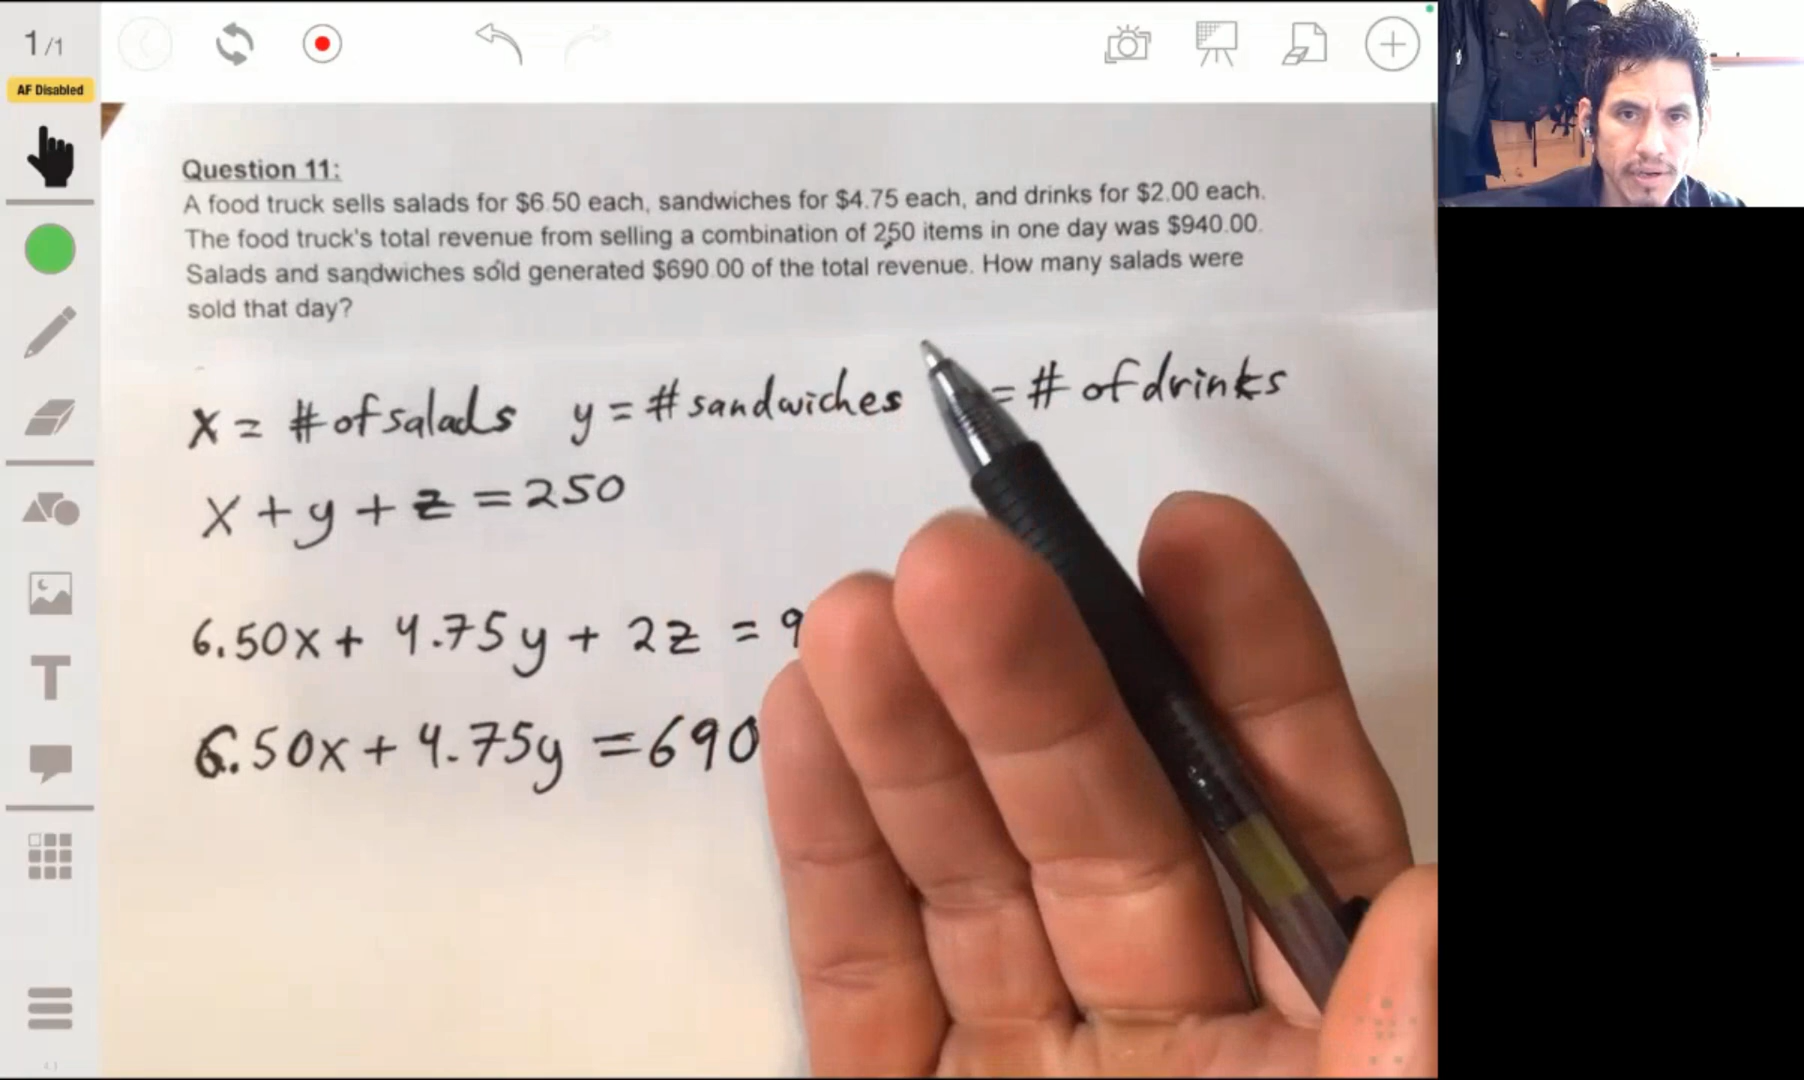 1/1
AF Disabled
Question 11:
A food truck sells salads for $6.50 each, sandwiches for $4.75 each, and drinks for $2.00 each.
The food truck's total revenue from selling a combination of 250 items in one day was $940.00.
Salads and sandwiches sold generated $690.00 of the total revenue. How many salads were
sold that day?
x = # of salads y = # sandwiches = # of drinks
x + y + z = 250
6.50x + 4.75y + 2z = 9
6.50x + 4.75y = 690
T